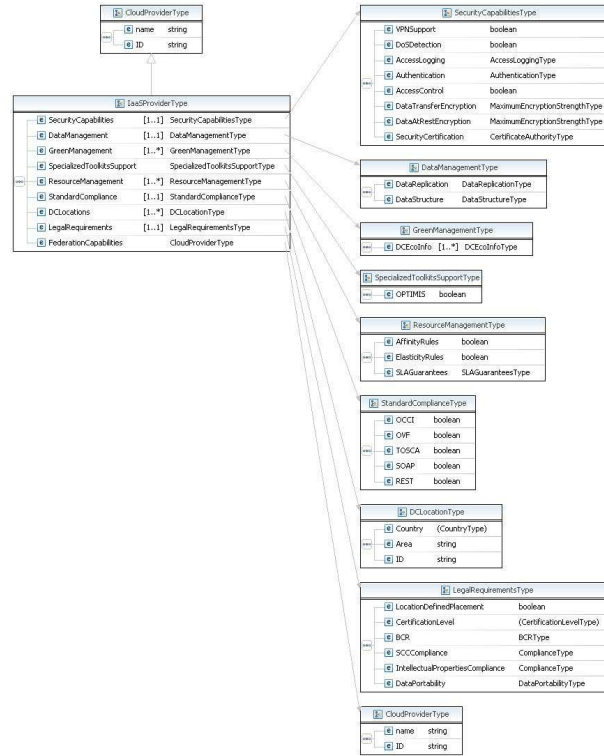 CloudProviderType
name string
ID string
IaaSProviderType
SecurityCapabilities [1..1] SecurityCapabilitiesType
DataManagement [1..1] DataManagementType
GreenManagement [1..*] GreenManagementType
SpecializedToolkitsSupport SpecializedToolkitsSupportType
ResourceManagement [1..*] ResourceManagementType
StandardCompliance [1..1] StandardComplianceType
DCLocations [1..*] DCLocationType
LegalRequirements [1..1] LegalRequirementsType
FederationCapabilities CloudProviderType
SecurityCapabilitiesType
VPNSupport boolean
DoSDetection boolean
AccessLogging AccessLoggingType
Authentication AuthenticationType
AccessControl boolean
DataTransferEncryption MaximumEncryptionStrengthType
DataAtRestEncryption MaximumEncryptionStrengthType
SecurityCertification CertificateAuthorityType
DataManagementType
DataReplication DataReplicationType
DataStructure DataStructureType
GreenManagementType
DCEcoInfo [1..*] DCEcoInfoType
SpecializedToolkitsSupportType
OPTIMIS boolean
ResourceManagementType
AffinityRules boolean
ElasticityRules boolean
SLAGuarantees SLAGuaranteesType
StandardComplianceType
OCCI boolean
OVF boolean
TOSCA boolean
SOAP boolean
REST boolean
DCLocationType
Country (CountryType)
Area string
ID string
LegalRequirementsType
LocationDefinedPlacement boolean
CertificationLevel (CertificationLevelType)
BCR BCRType
SCCCompliance ComplianceType
IntellectualPropertiesCompliance ComplianceType
DataPortability DataPortabilityType
CloudProviderType
name string
ID string